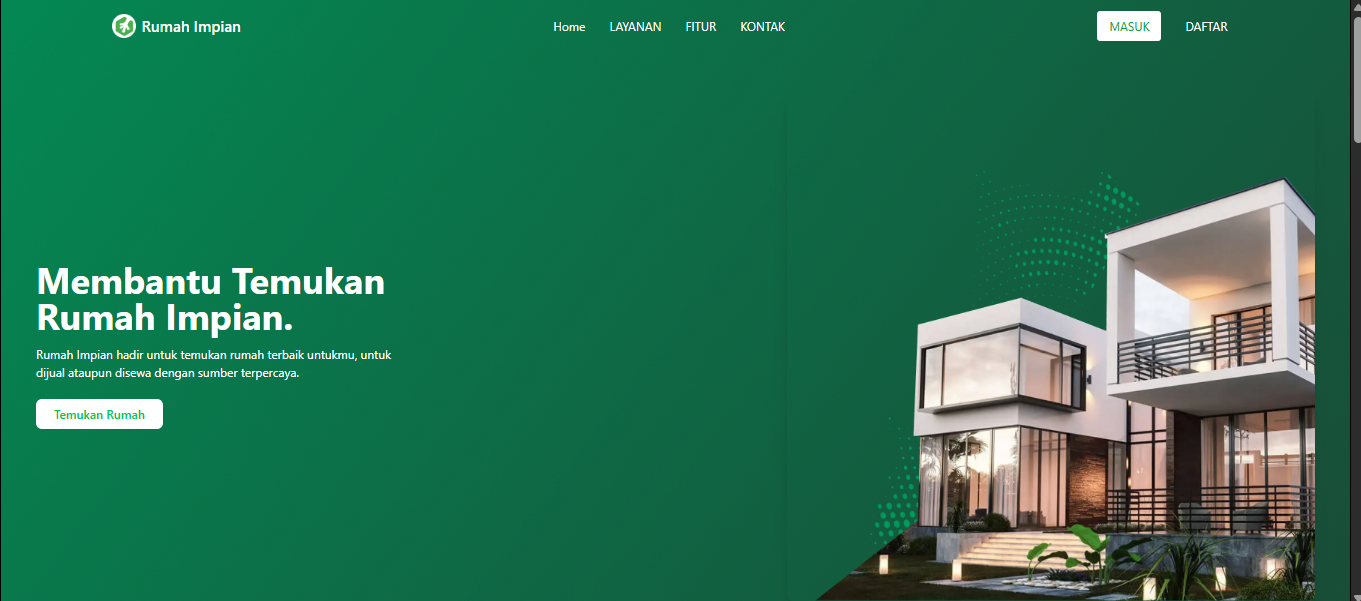 Rumah Impian
Home LAYANAN FITUR KONTAK
MASUK DAFTAR
Membantu Temukan
Rumah Impian.
Rumah Impian hadir untuk temukan rumah terbaik untukmu, untuk
dijual ataupun disewa dengan sumber terpercaya.
Temukan Rumah